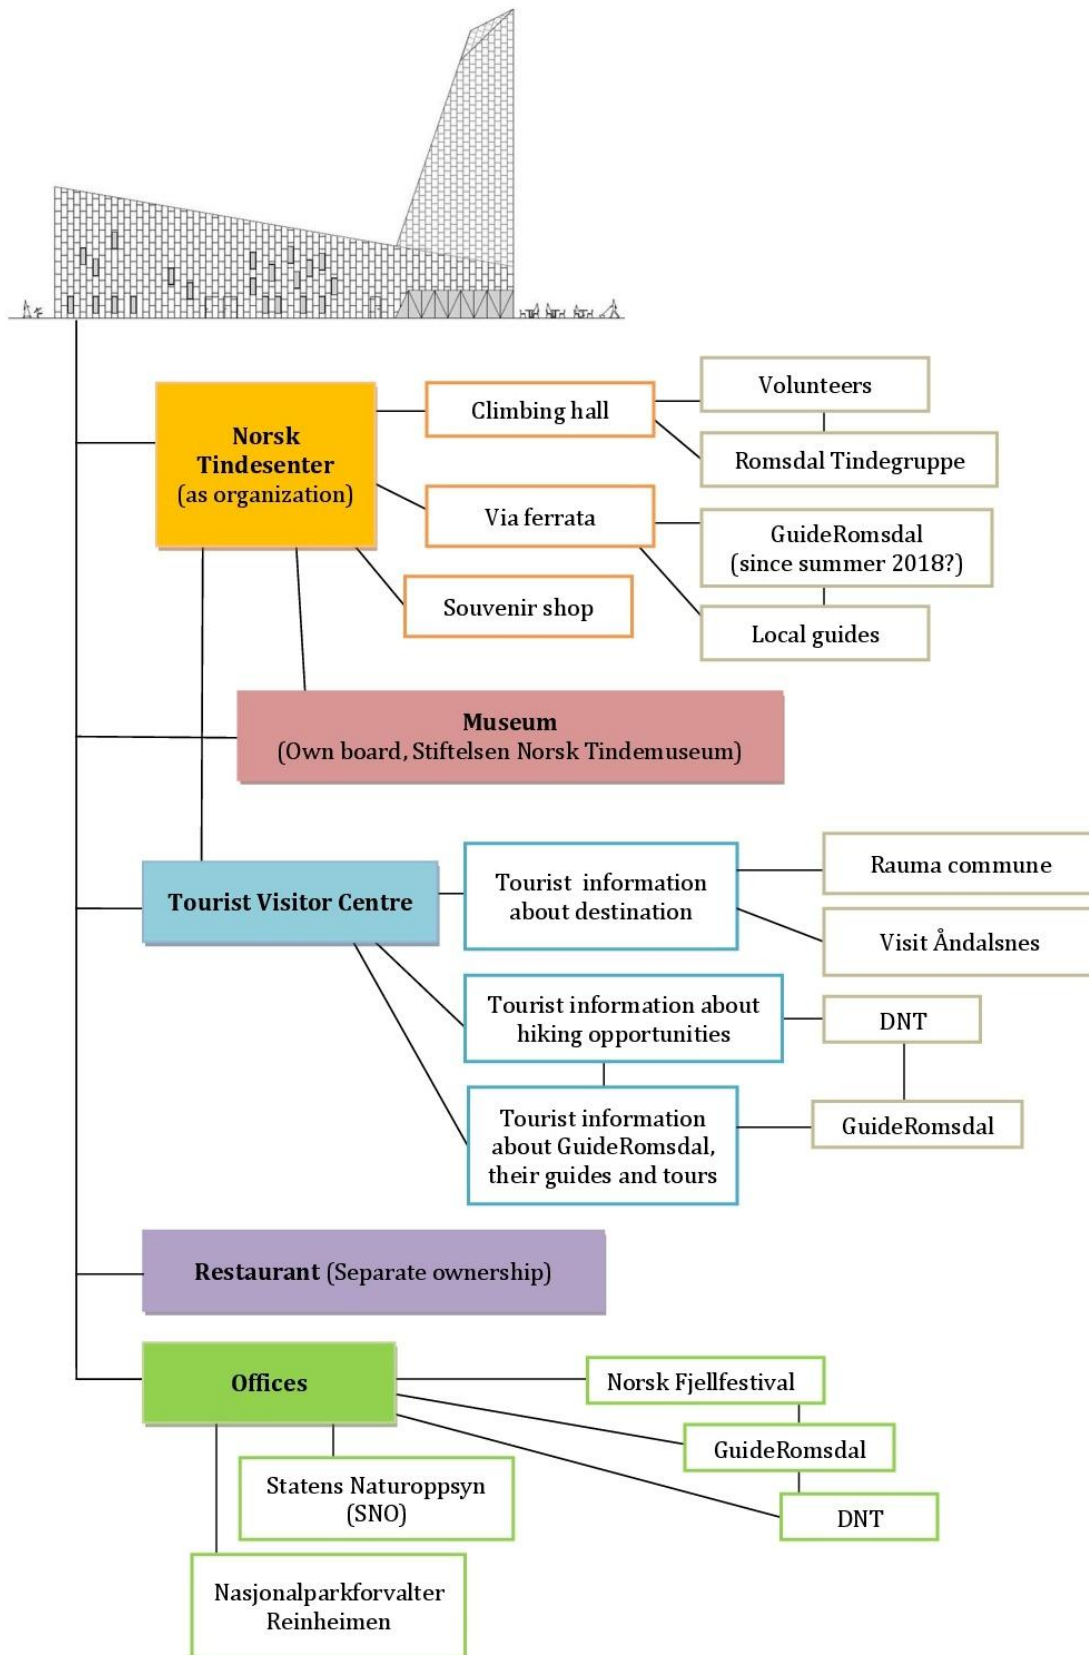 Norsk
Tindesenter
(as organization)
Climbing hall
Volunteers
Romsdal Tindegruppe
Via ferrata
GuideRomsdal
(since summer 2018?)
Local guides
Souvenir shop
Museum
(Own board, Stiftelsen Norsk Tindemuseum)
Tourist Visitor Centre
Tourist information
about destination
Rauma commune
Visit Åndalsnes
Tourist information about
hiking opportunities
DNT
Tourist information
about GuideRomsdal,
their guides and tours
GuideRomsdal
Restaurant (Separate ownership)
Offices
Norsk Fjellfestival
GuideRomsdal
DNT
Statens Naturoppsyn
(SNO)
Nasjonalparkforvalter
Reinheimen